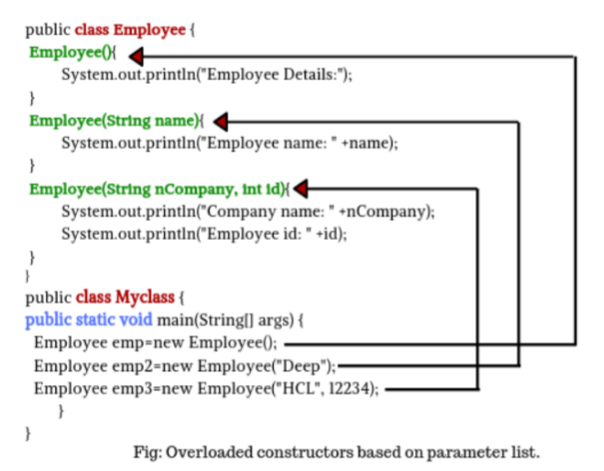 public class Employee {
Employee(){
System.out.println("Employee Details:");
}
Employee(String name){
System.out.println("Employee name: " +name);
}
Employee(String nCompany, int id){
System.out.println("Company name: " +nCompany);
System.out.println("Employee id: " +id);
}
}
public class Myclass {
public static void main(String[] args) {
Employee emp=new Employee();
Employee emp2=new Employee("Deep");
Employee emp3=new Employee("HCL", 12234);
}
}
Fig: Overloaded constructors based on parameter list.